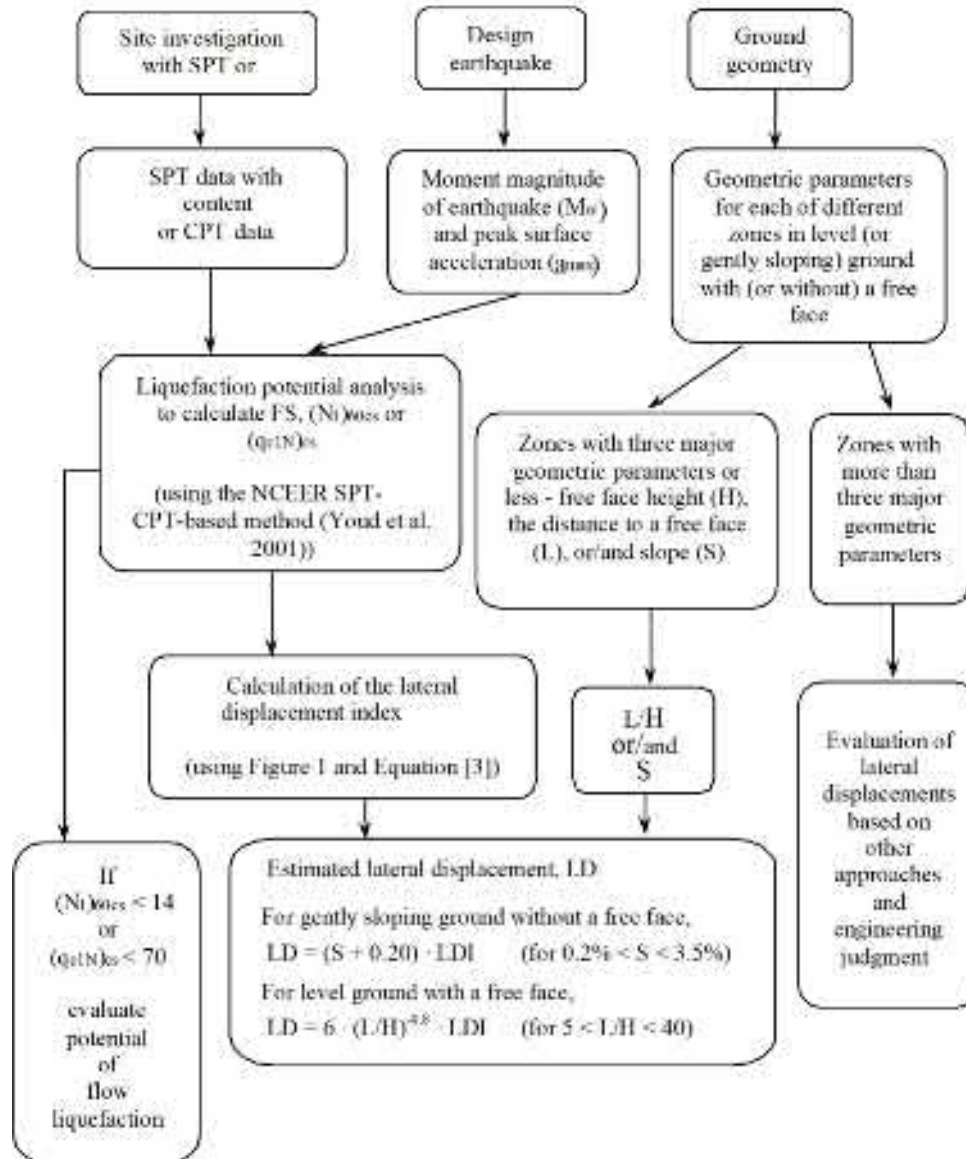 Site investigation
with SPT or
Design
earthquake
Ground
geometry
SPT data with
content
or CPT data
Moment magnitude
of earthquake (Mw)
and peak surface
acceleration (amax)
Geometric parameters
for each of different
zones in level (or
gently sloping) ground
with (or without) a free
face
Liquefaction potential analysis
to calculate FS, (N1)60cs or
(qc1N)cs
(using the NCEER SPT-
CPT-based method (Youd et al.
2001))
Zones with three major
geometric parameters or
less - free face height (H),
the distance to a free face
(L), or/and slope (S)
Zones with
more than
three major
geometric
parameters
Calculation of the lateral
displacement index
(using Figure 1 and Equation [3])
L/H
or/and
S
Evaluation of
lateral
displacements
based on
other
approaches
and
engineering
judgment
If
(N1)60cs < 14
or
(qc1N)cs < 70
evaluate
potential
of
flow
liquefaction
Estimated lateral displacement, LD
For gently sloping ground without a free face,
LD = (S + 0.20) · LDI (for 0.2% < S < 3.5%)
For level ground with a free face,
LD = 6 · (L/H)^-0.8 · LDI (for 5 < L/H < 40)